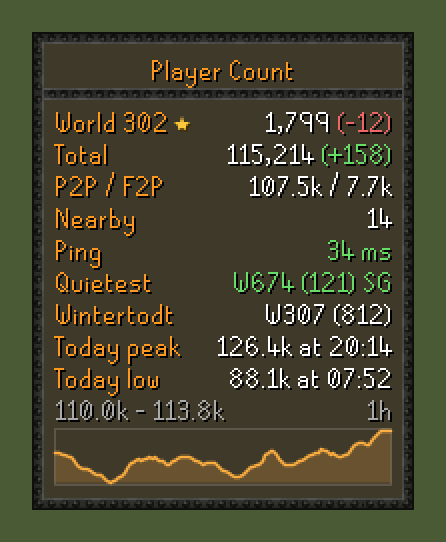 Player Count
World 302 ★ 1,799 (-12)
Total 115,214 (+158)
P2P / F2P 107.5k / 7.7k
Nearby 14
Ping 34 ms
Quietest W674 (121) SG
Wintertodt W307 (812)
Today peak 126.4k at 20:14
Today low 88.1k at 07:52
110.0k - 113.8k 1h